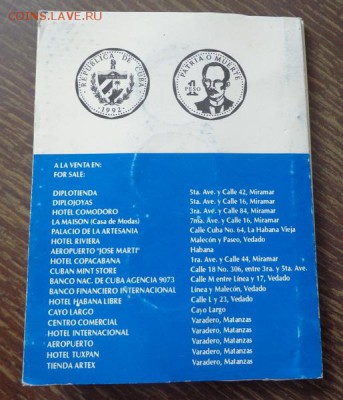 COINS.LAVE.RU
REPUBLICA DE CUBA
1992
PATRIA O MUERTE
1
PESO
A LA VENTA EN:
FOR SALE:
DIPLOTIENDA 5ta. Ave. y Calle 42, Miramar
DIPLOJOYAS 5ta. Ave. y Calle 16, Miramar
HOTEL COMODORO 3ra. Ave y Calle 84, Miramar
LA MAISON (Casa de Modas) 7ma. Ave y Calle 16, Miramar
PALACIO DE LA ARTESANIA Calle Cuba No. 64, La Habana Vieja
HOTEL RIVIERA Malecón y Paseo, Vedado
AEROPUERTO "JOSE MARTI" Habana
HOTEL COPACABANA 1ra. Ave. y Calle 44, Miramar
CUBAN MINT STORE Calle 18 No. 306, entre 3ra. y 5ta. Ave.
BANCO NAC. DE CUBA AGENCIA 9073 Calle M entre Línea y 17, Vedado
BANCO FINANCIERO INTERNACIONAL Línea y Malecón, Vedado
HOTEL HABANA LIBRE Calle L y 23, Vedado
CAYO LARGO Cayo Largo
CENTRO COMERCIAL Varadero, Matanzas
HOTEL INTERNACIONAL Varadero, Matanzas
AEROPUERTO Varadero, Matanzas
HOTEL TUXPAN Varadero, Matanzas
TIENDA ARTEX Varadero, Matanzas